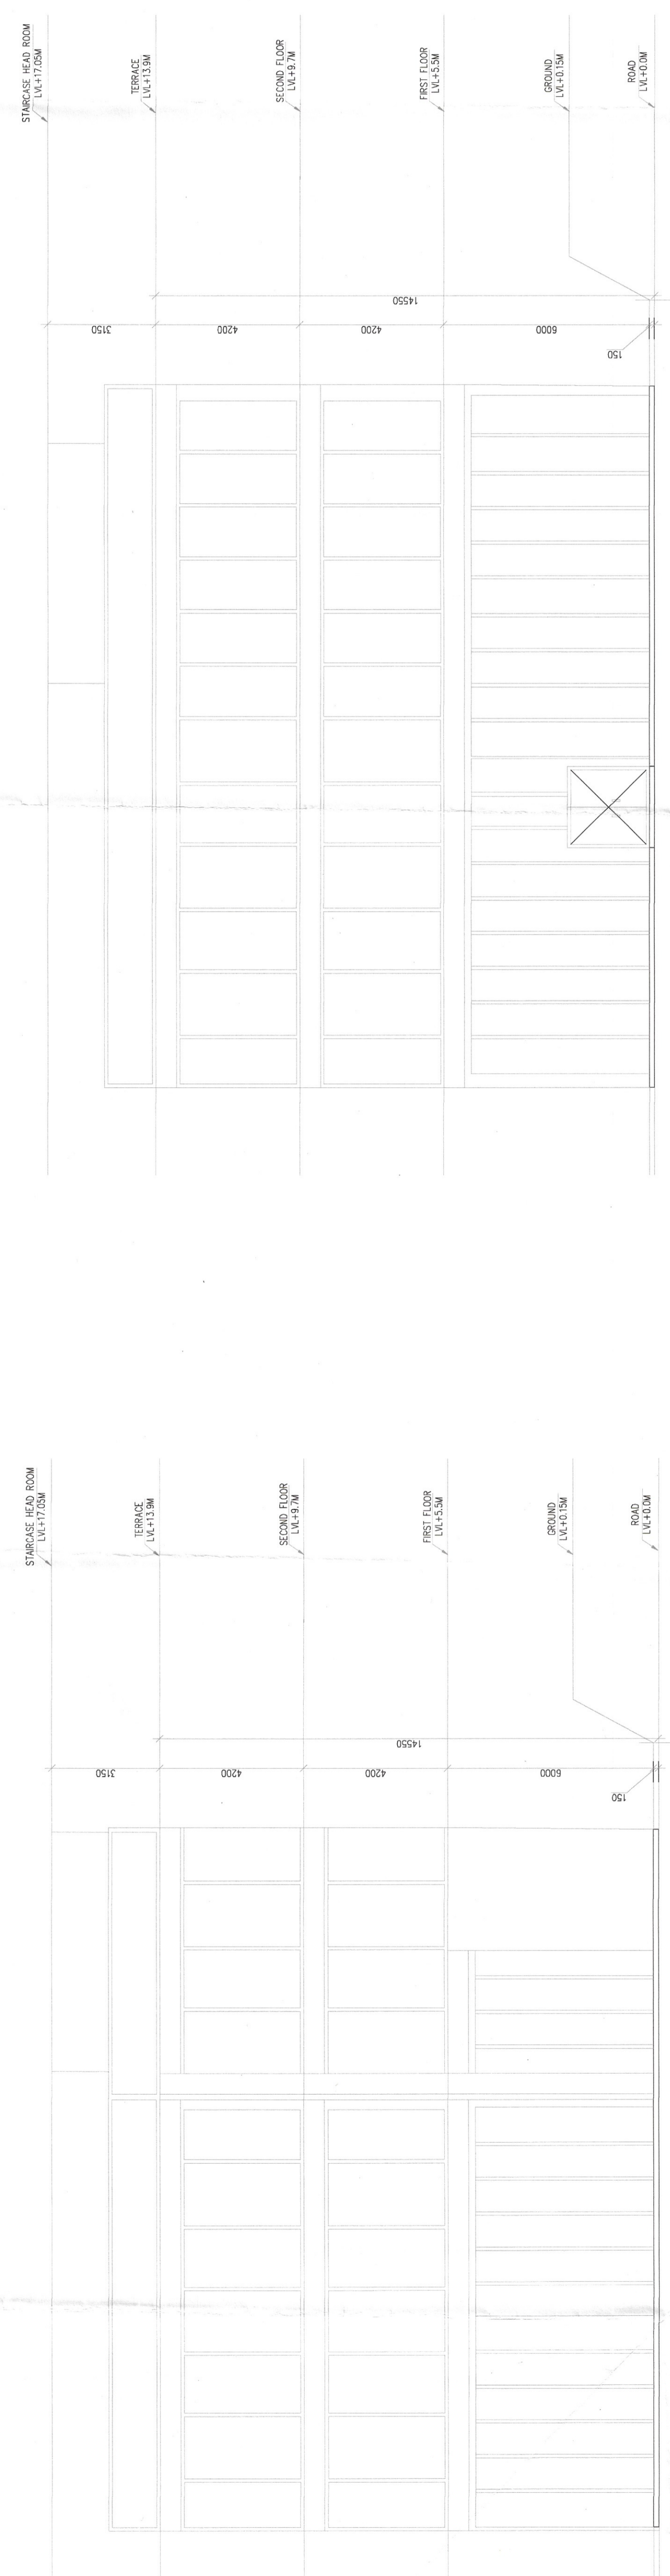 STAIRCASE HEAD ROOM
LVL+17.05M
TERRACE
LVL+13.9M
SECOND FLOOR
LVL+9.7M
FIRST FLOOR
LVL+5.5M
GROUND
LVL+0.15M
ROAD
LVL+0.0M
14550
3150
4200
4200
6000
150
STAIRCASE HEAD ROOM
LVL+17.05M
TERRACE
LVL+13.9M
SECOND FLOOR
LVL+9.7M
FIRST FLOOR
LVL+5.5M
GROUND
LVL+0.15M
ROAD
LVL+0.0M
14550
3150
4200
4200
6000
150